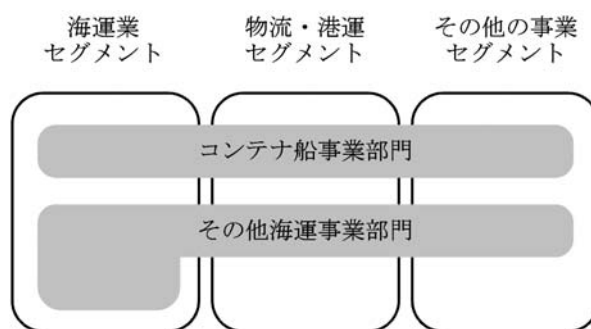 海運業
セグメント
物流・港運
セグメント
その他の事業
セグメント
コンテナ船事業部門
その他海運事業部門